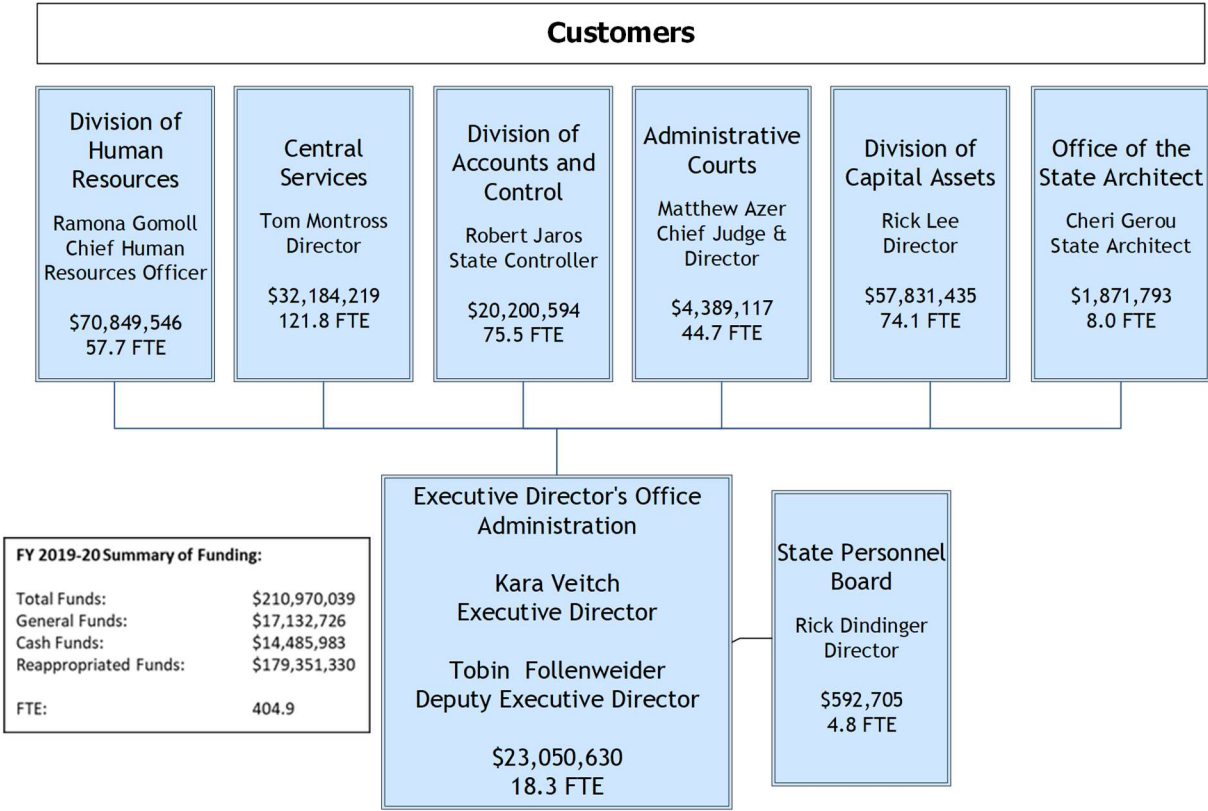 Customers
Division of
Human
Resources
Ramona Gomoll
Chief Human
Resources Officer
$70,849,546
57.7 FTE
Central
Services
Tom Montross
Director
$32,184,219
121.8 FTE
Division of
Accounts and
Control
Robert Jaros
State Controller
$20,200,594
75.5 FTE
Administrative
Courts
Matthew Azer
Chief Judge &
Director
$4,389,117
44.7 FTE
Division of
Capital Assets
Rick Lee
Director
$57,831,435
74.1 FTE
Office of the
State Architect
Cheri Gerou
State Architect
$1,871,793
8.0 FTE
Executive Director's Office
Administration
Kara Veitch
Executive Director
Tobin Follenweider
Deputy Executive Director
$23,050,630
18.3 FTE
State Personnel
Board
Rick Dindinger
Director
$592,705
4.8 FTE
FY 2019-20 Summary of Funding:
Total Funds: $210,970,039
General Funds: $17,132,726
Cash Funds: $14,485,983
Reappropriated Funds: $179,351,330
FTE: 404.9